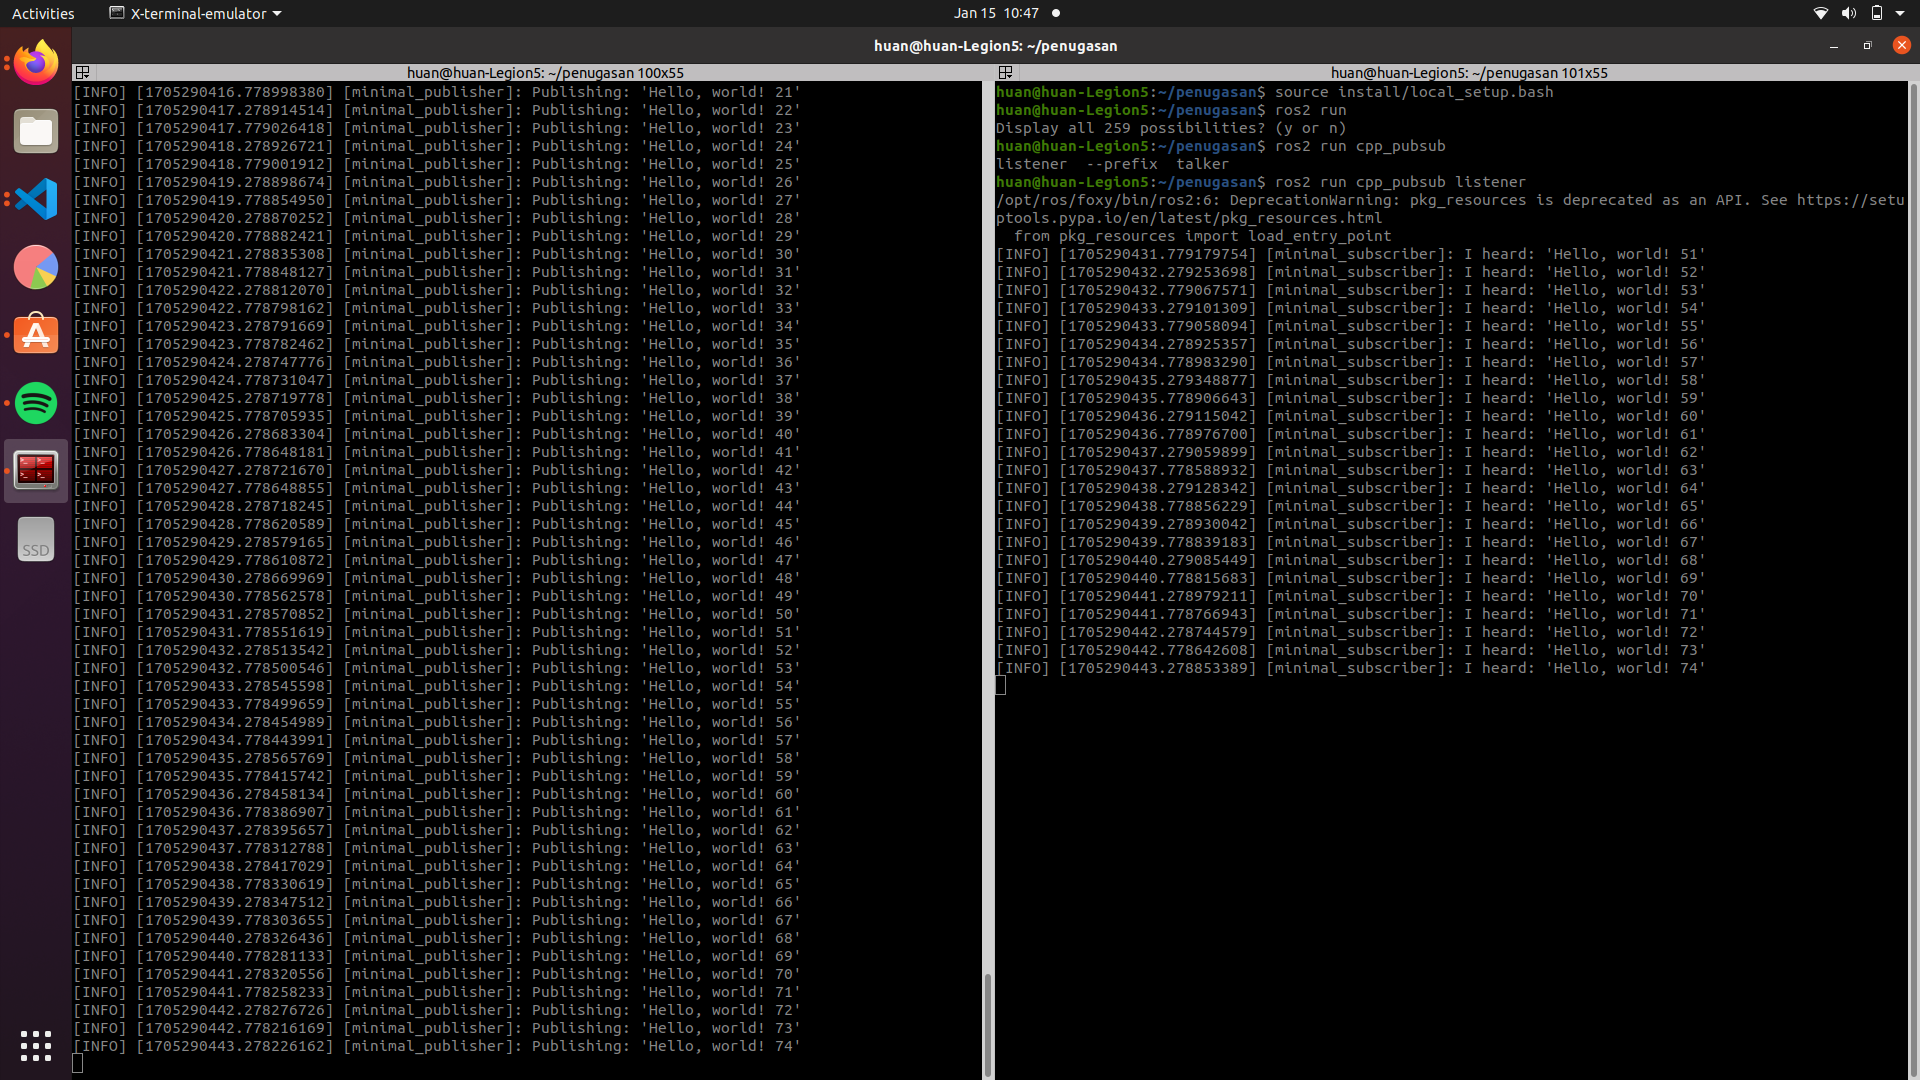 Activities
X-terminal-emulator
Jan 15 10:47
huan@huan-Legion5: ~/penugasan
huan@huan-Legion5: ~/penugasan 100x55
[INFO] [1705290416.778998380] [minimal_publisher]: Publishing: 'Hello, world! 21'
[INFO] [1705290417.278914514] [minimal_publisher]: Publishing: 'Hello, world! 22'
[INFO] [1705290417.779026418] [minimal_publisher]: Publishing: 'Hello, world! 23'
[INFO] [1705290418.278926721] [minimal_publisher]: Publishing: 'Hello, world! 24'
[INFO] [1705290418.779001912] [minimal_publisher]: Publishing: 'Hello, world! 25'
[INFO] [1705290419.278898674] [minimal_publisher]: Publishing: 'Hello, world! 26'
[INFO] [1705290419.778854950] [minimal_publisher]: Publishing: 'Hello, world! 27'
[INFO] [1705290420.278870252] [minimal_publisher]: Publishing: 'Hello, world! 28'
[INFO] [1705290420.778882421] [minimal_publisher]: Publishing: 'Hello, world! 29'
[INFO] [1705290421.278835308] [minimal_publisher]: Publishing: 'Hello, world! 30'
[INFO] [1705290421.778848127] [minimal_publisher]: Publishing: 'Hello, world! 31'
[INFO] [1705290422.278812070] [minimal_publisher]: Publishing: 'Hello, world! 32'
[INFO] [1705290422.778798162] [minimal_publisher]: Publishing: 'Hello, world! 33'
[INFO] [1705290423.278791669] [minimal_publisher]: Publishing: 'Hello, world! 34'
[INFO] [1705290423.778782462] [minimal_publisher]: Publishing: 'Hello, world! 35'
[INFO] [1705290424.278747776] [minimal_publisher]: Publishing: 'Hello, world! 36'
[INFO] [1705290424.778731047] [minimal_publisher]: Publishing: 'Hello, world! 37'
[INFO] [1705290425.278719778] [minimal_publisher]: Publishing: 'Hello, world! 38'
[INFO] [1705290425.778705935] [minimal_publisher]: Publishing: 'Hello, world! 39'
[INFO] [1705290426.278683304] [minimal_publisher]: Publishing: 'Hello, world! 40'
[INFO] [1705290426.778648181] [minimal_publisher]: Publishing: 'Hello, world! 41'
[INFO] [1705290427.278721670] [minimal_publisher]: Publishing: 'Hello, world! 42'
[INFO] [1705290427.778648855] [minimal_publisher]: Publishing: 'Hello, world! 43'
[INFO] [1705290428.278718245] [minimal_publisher]: Publishing: 'Hello, world! 44'
[INFO] [1705290428.778620589] [minimal_publisher]: Publishing: 'Hello, world! 45'
[INFO] [1705290429.278579165] [minimal_publisher]: Publishing: 'Hello, world! 46'
[INFO] [1705290429.778610872] [minimal_publisher]: Publishing: 'Hello, world! 47'
[INFO] [1705290430.278669969] [minimal_publisher]: Publishing: 'Hello, world! 48'
[INFO] [1705290430.778562578] [minimal_publisher]: Publishing: 'Hello, world! 49'
[INFO] [1705290431.278570852] [minimal_publisher]: Publishing: 'Hello, world! 50'
[INFO] [1705290431.778551619] [minimal_publisher]: Publishing: 'Hello, world! 51'
[INFO] [1705290432.278513542] [minimal_publisher]: Publishing: 'Hello, world! 52'
[INFO] [1705290432.778500546] [minimal_publisher]: Publishing: 'Hello, world! 53'
[INFO] [1705290433.278545598] [minimal_publisher]: Publishing: 'Hello, world! 54'
[INFO] [1705290433.778499659] [minimal_publisher]: Publishing: 'Hello, world! 55'
[INFO] [1705290434.278454989] [minimal_publisher]: Publishing: 'Hello, world! 56'
[INFO] [1705290434.778443991] [minimal_publisher]: Publishing: 'Hello, world! 57'
[INFO] [1705290435.278565769] [minimal_publisher]: Publishing: 'Hello, world! 58'
[INFO] [1705290435.778415742] [minimal_publisher]: Publishing: 'Hello, world! 59'
[INFO] [1705290436.278458134] [minimal_publisher]: Publishing: 'Hello, world! 60'
[INFO] [1705290436.778386907] [minimal_publisher]: Publishing: 'Hello, world! 61'
[INFO] [1705290437.278395657] [minimal_publisher]: Publishing: 'Hello, world! 62'
[INFO] [1705290437.778312788] [minimal_publisher]: Publishing: 'Hello, world! 63'
[INFO] [1705290438.278417029] [minimal_publisher]: Publishing: 'Hello, world! 64'
[INFO] [1705290438.778330619] [minimal_publisher]: Publishing: 'Hello, world! 65'
[INFO] [1705290439.278347512] [minimal_publisher]: Publishing: 'Hello, world! 66'
[INFO] [1705290439.778303655] [minimal_publisher]: Publishing: 'Hello, world! 67'
[INFO] [1705290440.278326436] [minimal_publisher]: Publishing: 'Hello, world! 68'
[INFO] [1705290440.778281133] [minimal_publisher]: Publishing: 'Hello, world! 69'
[INFO] [1705290441.278320556] [minimal_publisher]: Publishing: 'Hello, world! 70'
[INFO] [1705290441.778258233] [minimal_publisher]: Publishing: 'Hello, world! 71'
[INFO] [1705290442.278276726] [minimal_publisher]: Publishing: 'Hello, world! 72'
[INFO] [1705290442.778216169] [minimal_publisher]: Publishing: 'Hello, world! 73'
[INFO] [1705290443.278226162] [minimal_publisher]: Publishing: 'Hello, world! 74'
huan@huan-Legion5: ~/penugasan 101x55
huan@huan-Legion5:~/penugasan$ source install/local_setup.bash
huan@huan-Legion5:~/penugasan$ ros2 run
Display all 259 possibilities? (y or n)
huan@huan-Legion5:~/penugasan$ ros2 run cpp_pubsub
listener  --prefix  talker
huan@huan-Legion5:~/penugasan$ ros2 run cpp_pubsub listener
/opt/ros/foxy/bin/ros2:6: DeprecationWarning: pkg_resources is deprecated as an API. See https://setu
ptools.pypa.io/en/latest/pkg_resources.html
  from pkg_resources import load_entry_point
[INFO] [1705290431.779179754] [minimal_subscriber]: I heard: 'Hello, world! 51'
[INFO] [1705290432.279253698] [minimal_subscriber]: I heard: 'Hello, world! 52'
[INFO] [1705290432.779067571] [minimal_subscriber]: I heard: 'Hello, world! 53'
[INFO] [1705290433.279101309] [minimal_subscriber]: I heard: 'Hello, world! 54'
[INFO] [1705290433.779058094] [minimal_subscriber]: I heard: 'Hello, world! 55'
[INFO] [1705290434.278925357] [minimal_subscriber]: I heard: 'Hello, world! 56'
[INFO] [1705290434.778983290] [minimal_subscriber]: I heard: 'Hello, world! 57'
[INFO] [1705290435.279348877] [minimal_subscriber]: I heard: 'Hello, world! 58'
[INFO] [1705290435.778906643] [minimal_subscriber]: I heard: 'Hello, world! 59'
[INFO] [1705290436.279115042] [minimal_subscriber]: I heard: 'Hello, world! 60'
[INFO] [1705290436.778976700] [minimal_subscriber]: I heard: 'Hello, world! 61'
[INFO] [1705290437.279059899] [minimal_subscriber]: I heard: 'Hello, world! 62'
[INFO] [1705290437.778588932] [minimal_subscriber]: I heard: 'Hello, world! 63'
[INFO] [1705290438.279128342] [minimal_subscriber]: I heard: 'Hello, world! 64'
[INFO] [1705290438.778856229] [minimal_subscriber]: I heard: 'Hello, world! 65'
[INFO] [1705290439.278930042] [minimal_subscriber]: I heard: 'Hello, world! 66'
[INFO] [1705290439.778839183] [minimal_subscriber]: I heard: 'Hello, world! 67'
[INFO] [1705290440.279085449] [minimal_subscriber]: I heard: 'Hello, world! 68'
[INFO] [1705290440.778815683] [minimal_subscriber]: I heard: 'Hello, world! 69'
[INFO] [1705290441.278979211] [minimal_subscriber]: I heard: 'Hello, world! 70'
[INFO] [1705290441.778766943] [minimal_subscriber]: I heard: 'Hello, world! 71'
[INFO] [1705290442.278744579] [minimal_subscriber]: I heard: 'Hello, world! 72'
[INFO] [1705290442.778642608] [minimal_subscriber]: I heard: 'Hello, world! 73'
[INFO] [1705290443.278853389] [minimal_subscriber]: I heard: 'Hello, world! 74'
SSD